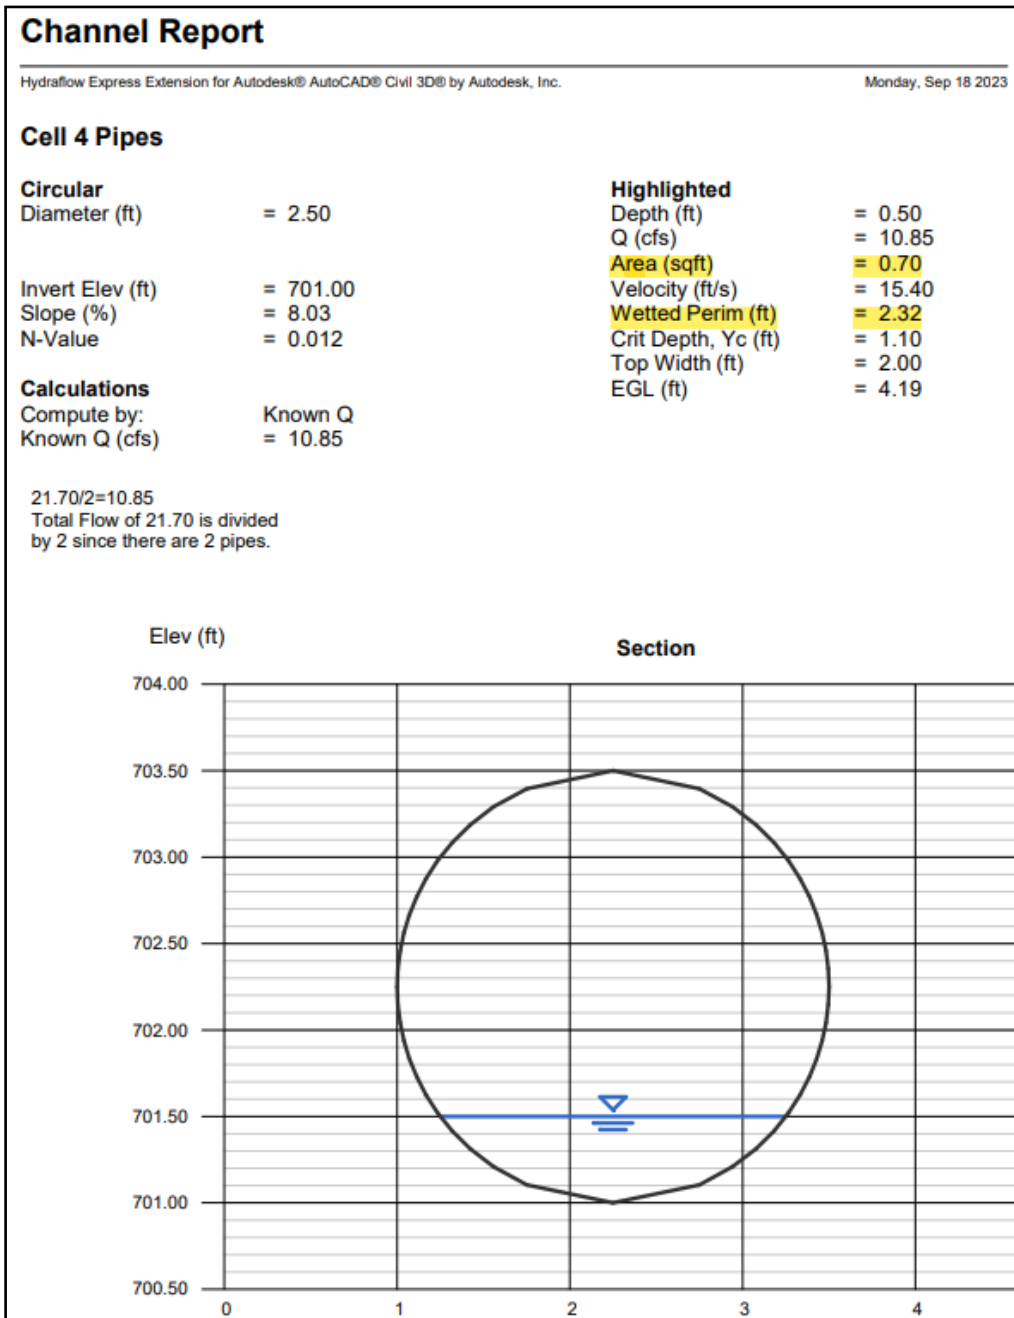 Channel Report
Hydraflow Express Extension for Autodesk® AutoCAD® Civil 3D® by Autodesk, Inc.
Monday, Sep 18 2023
Cell 4 Pipes
Circular
Diameter (ft) = 2.50
Invert Elev (ft) = 701.00
Slope (%) = 8.03
N-Value = 0.012
Calculations
Compute by: Known Q
Known Q (cfs) = 10.85
Highlighted
Depth (ft) = 0.50
Q (cfs) = 10.85
Area (sqft) = 0.70
Velocity (ft/s) = 15.40
Wetted Perim (ft) = 2.32
Crit Depth, Yc (ft) = 1.10
Top Width (ft) = 2.00
EGL (ft) = 4.19
21.70/2=10.85
Total Flow of 21.70 is divided
by 2 since there are 2 pipes.
Elev (ft)
Section
704.00
703.50
703.00
702.50
702.00
701.50
701.00
700.50
0 1 2 3 4